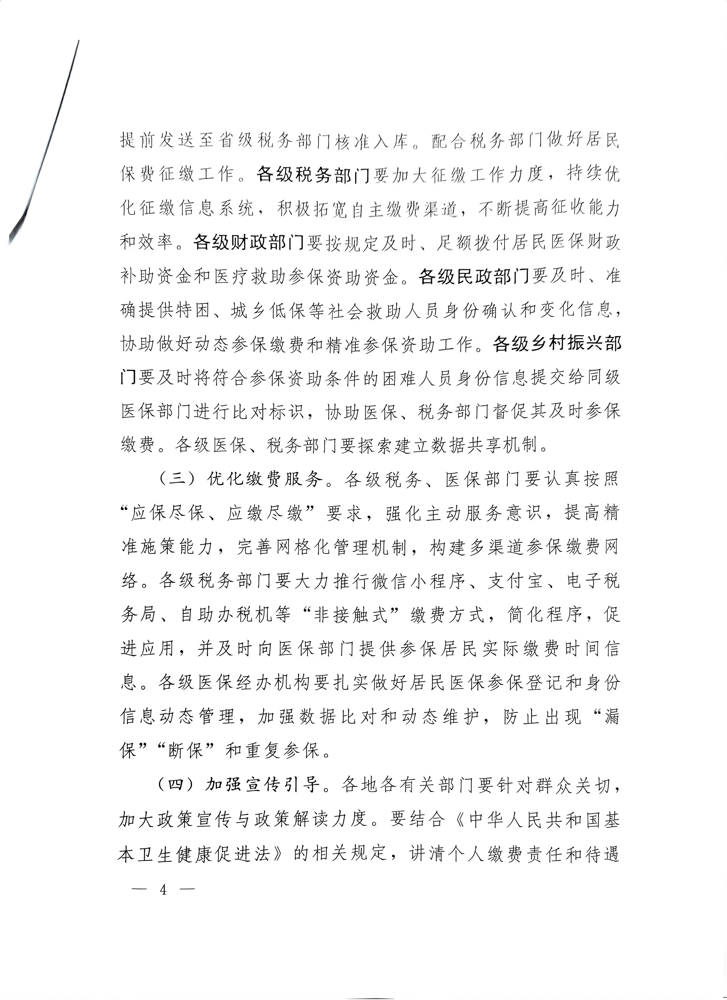 提前发送至省级税务部门核准入库。配合税务部门做好居民
保费征缴工作。各级税务部门要加大征缴工作力度，持续优
化征缴信息系统，积极拓宽自主缴费渠道，不断提高征收能力
和效率。各级财政部门要按规定及时、足额拨付居民医保财政
补助资金和医疗救助参保资助资金。各级民政部门要及时、准
确提供特困、城乡低保等社会救助人员身份确认和变化信息，
协助做好动态参保缴费和精准参保资助工作。各级乡村振兴部
门要及时将符合参保资助条件的困难人员身份信息提交给同级
医保部门进行比对标识，协助医保、税务部门督促其及时参保
缴费。各级医保、税务部门要探索建立数据共享机制。
（三）优化缴费服务。各级税务、医保部门要认真按照
“应保尽保、应缴尽缴”要求，强化主动服务意识，提高精
准施策能力，完善网格化管理机制，构建多渠道参保缴费网
络。各级税务部门要大力推行微信小程序、支付宝、电子税
务局、自助办税机等“非接触式”缴费方式，简化程序，促
进应用，并及时向医保部门提供参保居民实际缴费时间信
息。各级医保经办机构要扎实做好居民医保参保登记和身份
信息动态管理，加强数据比对和动态维护，防止出现“漏
保”“断保”和重复参保。
（四）加强宣传引导。各地各有关部门要针对群众关切，
加大政策宣传与政策解读力度。要结合《中华人民共和国基
本卫生健康促进法》的相关规定，讲清个人缴费责任和待遇
— 4 —